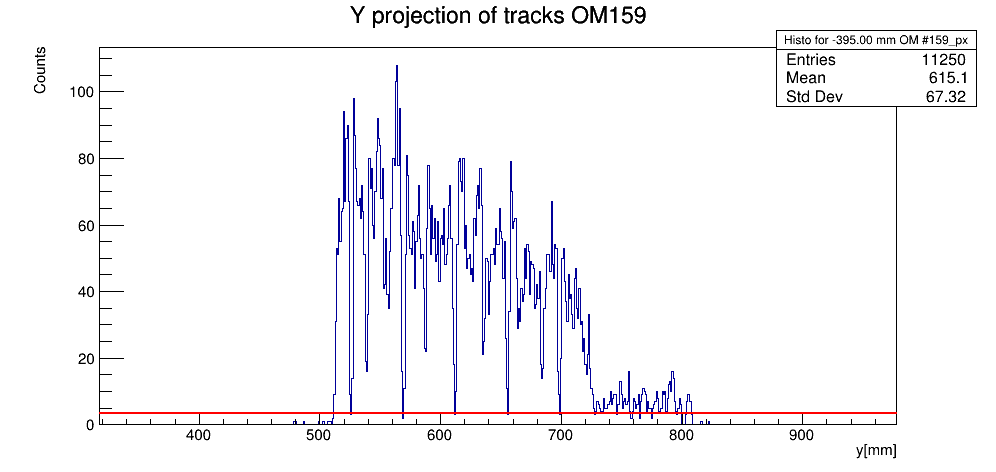 Y projection of tracks OM159
Histo for -395.00 mm OM #159_px
Entries 11250
Mean 615.1
Std Dev 67.32
Counts
100
80
60
40
20
0
400 500 600 700 800 900
y[mm]